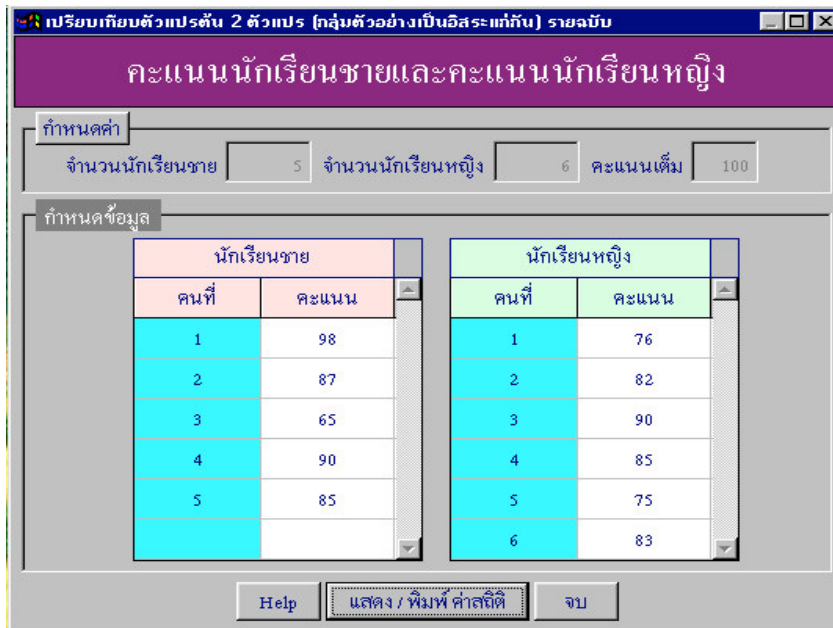 เปรียบเทียบตัวแปรต้น 2 ตัวแปร (กลุ่มตัวอย่างเป็นอิสระแก่กัน) รายฉบับ
คะแนนนักเรียนชายและคะแนนนักเรียนหญิง
กำหนดค่า
จำนวนนักเรียนชาย 5 จำนวนนักเรียนหญิง 6 คะแนนเต็ม 100
กำหนดข้อมูล
นักเรียนชาย นักเรียนหญิง
คนที่ คะแนน คนที่ คะแนน
1 98 1 76
2 87 2 82
3 65 3 90
4 90 4 85
5 85 5 75
6 83
Help แสดง / พิมพ์ ค่าสถิติ จบ